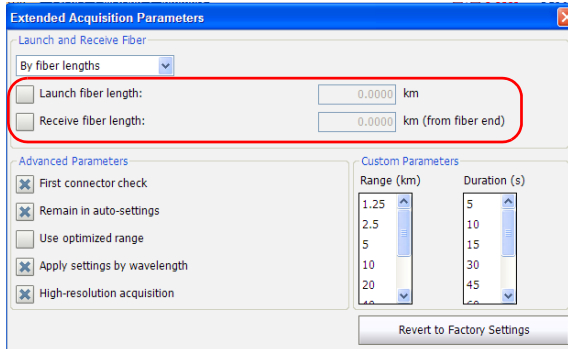 Extended Acquisition Parameters
Launch and Receive Fiber
By fiber lengths
Launch fiber length: 0.0000 km
Receive fiber length: 0.0000 km (from fiber end)
Advanced Parameters
First connector check
Remain in auto-settings
Use optimized range
Apply settings by wavelength
High-resolution acquisition
Custom Parameters
Range (km) Duration (s)
1.25 5
2.5 10
5 15
10 30
20 45
Revert to Factory Settings